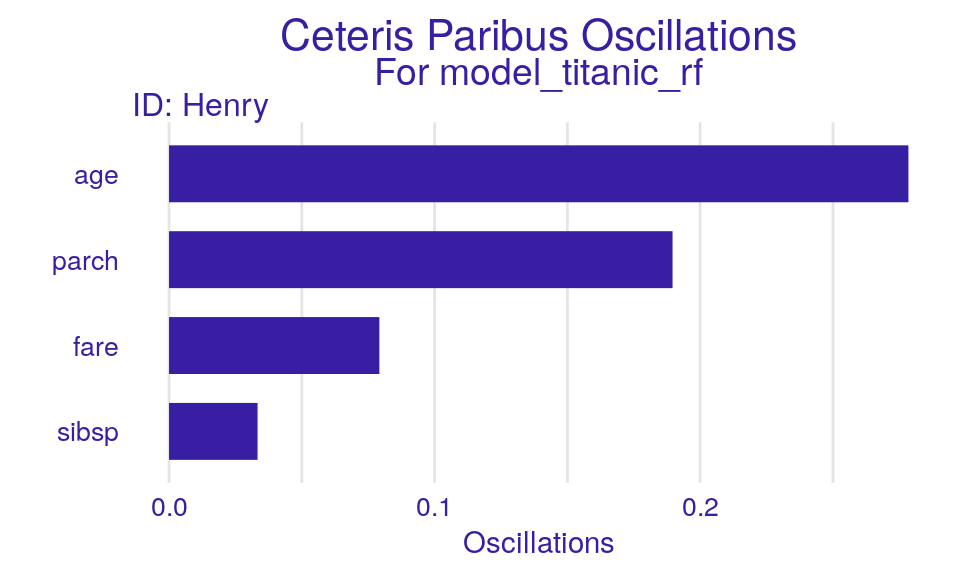 Ceteris Paribus Oscillations
For model_titanic_rf
ID: Henry
age
parch
fare
sibsp
0.0 0.1 0.2
Oscillations